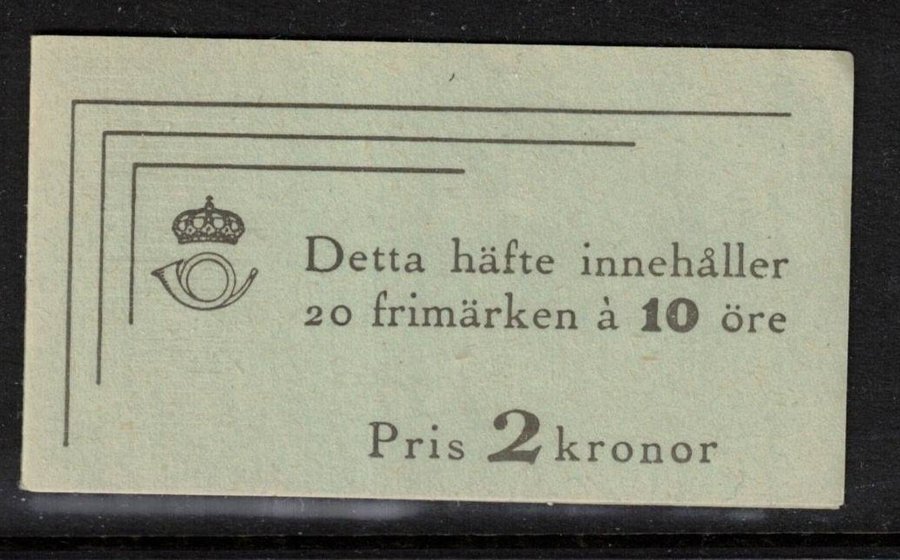 Detta häfte innehåller
20 frimärken à 10 öre
Pris 2 kronor